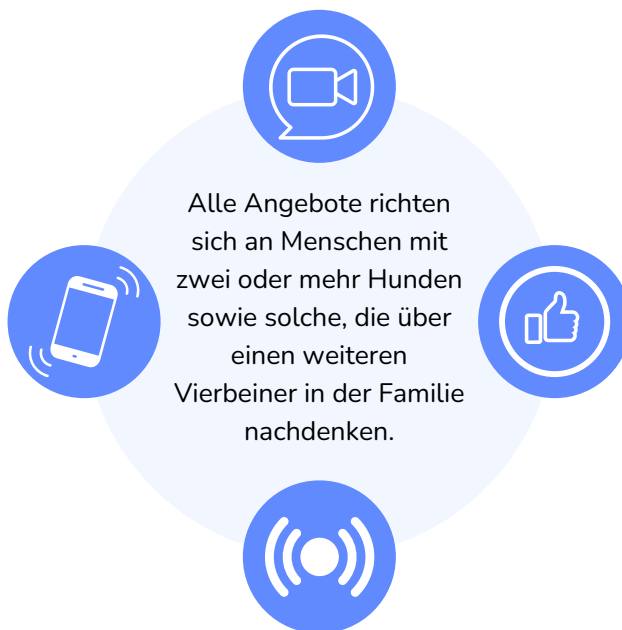 Alle Angebote richten
sich an Menschen mit
zwei oder mehr Hunden
sowie solche, die über
einen weiteren
Vierbeiner in der Familie
nachdenken.